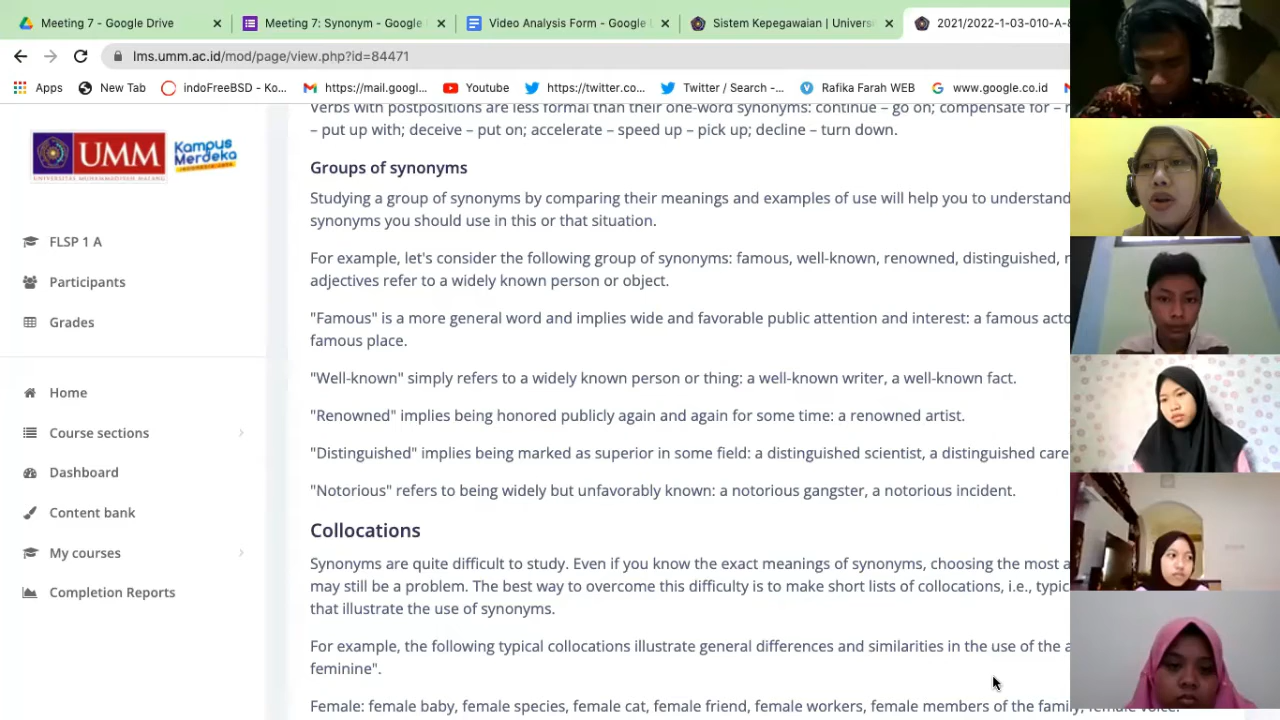 Meeting 7 - Google Drive
Meeting 7: Synonym - Google
Video Analysis Form - Google
Sistem Kepegawaian | Univers
2021/2022-1-03-010-A-
lms.umm.ac.id/mod/page/view.php?id=84471
Apps
New Tab
indoFreeBSD - Ko...
https://mail.googl...
Youtube
https://twitter.co...
Twitter / Search -...
Rafika Farah WEB
www.google.co.id
UMM
UNIVERSITAS MUHAMMADIYAH MALANG
Kampus
Merdeka
FLSP 1 A
Participants
Grades
Home
Course sections
Dashboard
Content bank
My courses
Completion Reports
Verbs with postpositions are less formal than their one-word synonyms: continue – go on; compensate for –
– put up with; deceive – put on; accelerate – speed up – pick up; decline – turn down.
Groups of synonyms
Studying a group of synonyms by comparing their meanings and examples of use will help you to understand
synonyms you should use in this or that situation.
For example, let's consider the following group of synonyms: famous, well-known, renowned, distinguished,
adjectives refer to a widely known person or object.
"Famous" is a more general word and implies wide and favorable public attention and interest: a famous acto
famous place.
"Well-known" simply refers to a widely known person or thing: a well-known writer, a well-known fact.
"Renowned" implies being honored publicly again and again for some time: a renowned artist.
"Distinguished" implies being marked as superior in some field: a distinguished scientist, a distinguished care
"Notorious" refers to being widely but unfavorably known: a notorious gangster, a notorious incident.
Collocations
Synonyms are quite difficult to study. Even if you know the exact meanings of synonyms, choosing the most a
may still be a problem. The best way to overcome this difficulty is to make short lists of collocations, i.e., typic
that illustrate the use of synonyms.
For example, the following typical collocations illustrate general differences and similarities in the use of the a
feminine".
Female: female baby, female species, female cat, female friend, female workers, female members of the family, female voice.